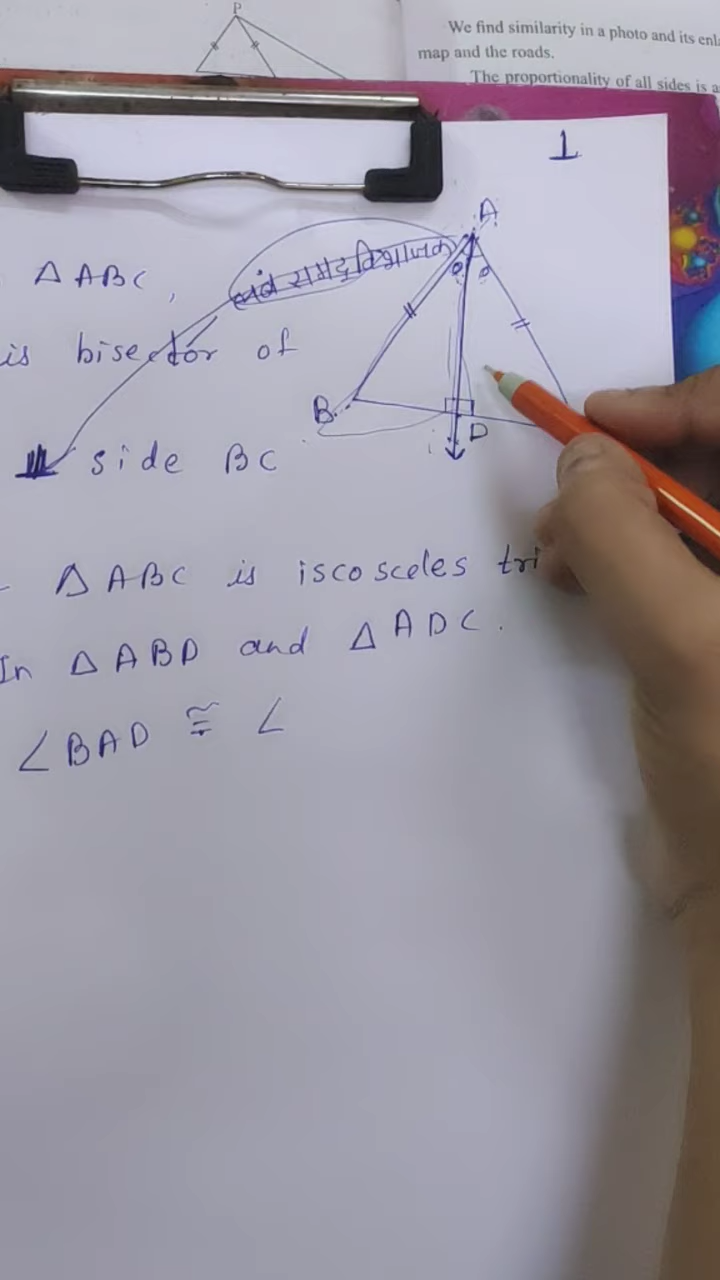 P
We find similarity in a photo and its enl
map and the roads.
The proportionality of all sides is a
1
A
Δ ABC,
is bisector of
B
D
side BC
Δ ABC is iscosceles tri
In Δ ABD and Δ ADC.
∠BAD ≅ ∠